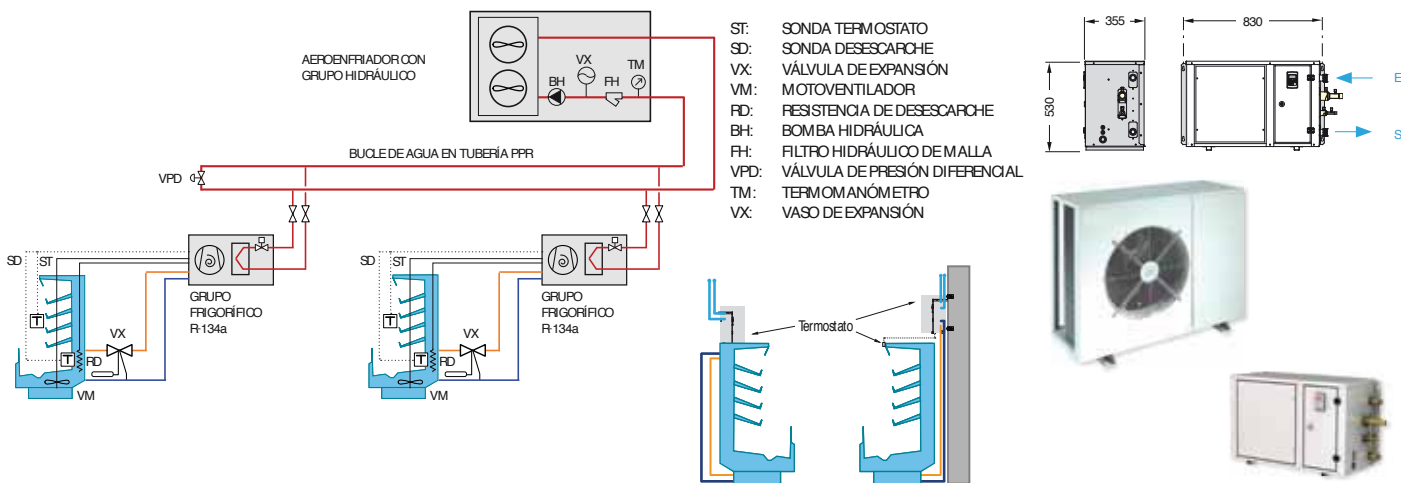 AEROENFRIADOR CON
GRUPO HIDRÁULICO
BH
VX
FH
TM
BUCLE DE AGUA EN TUBERÍA PPR
VPD
SD
ST
T
T
VX
RD
VM
GRUPO
FRIGORÍFICO
R-134a
SD
ST
T
T
VX
RD
VM
GRUPO
FRIGORÍFICO
R-134a
ST: SONDA TERMOSTATO
SD: SONDA DESESCARCHE
VX: VÁLVULA DE EXPANSIÓN
VM: MOTOVENTILADOR
RD: RESISTENCIA DE DESESCARCHE
BH: BOMBA HIDRÁULICA
FH: FILTRO HIDRÁULICO DE MALLA
VPD: VÁLVULA DE PRESIÓN DIFERENCIAL
TM: TERMOMANÓMETRO
VX: VASO DE EXPANSIÓN
Termostato
355
830
530
E
S